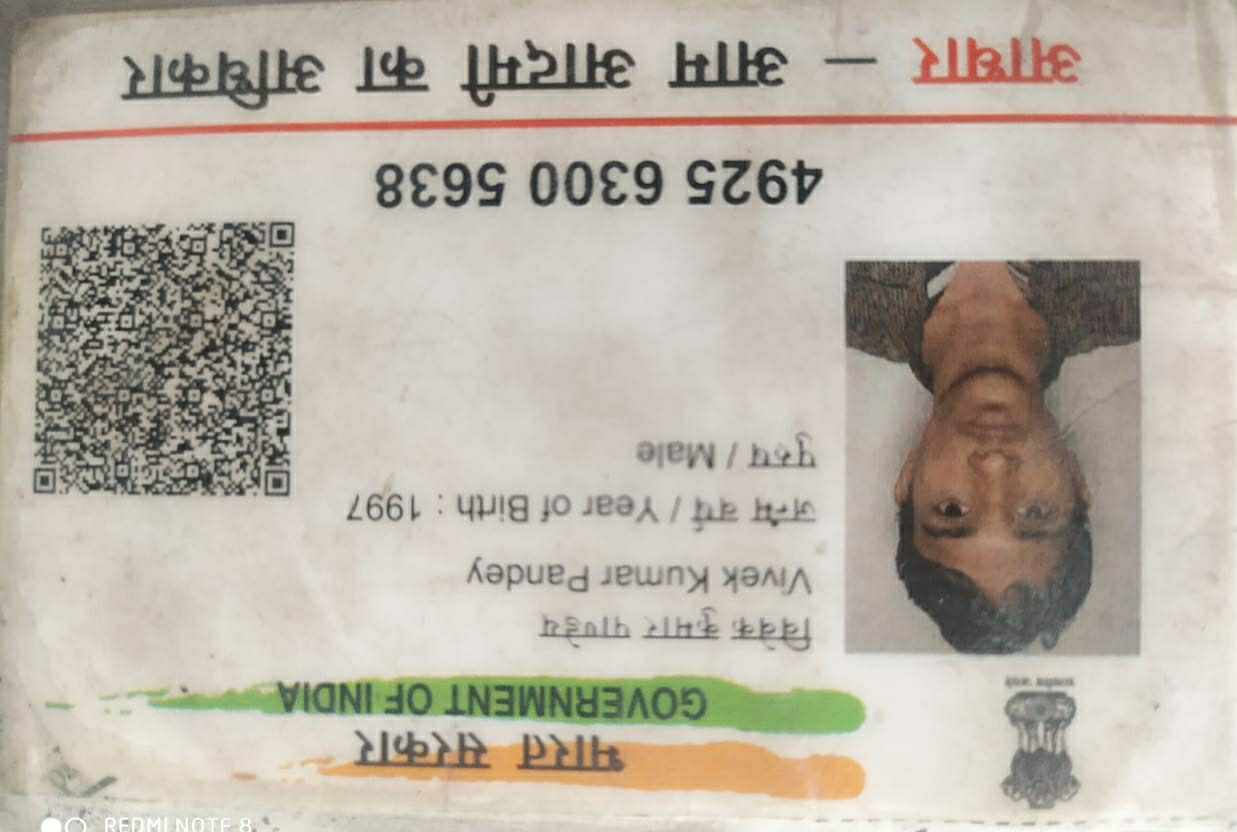 भारत सरकार
GOVERNMENT OF INDIA
विवेक कुमार पाण्डेय
Vivek Kumar Pandey
जन्म वर्ष / Year of Birth : 1997
पुरुष / Male
4925 6300 5638
आधार — आम आदमी का अधिकार
REDMI NOTE 8